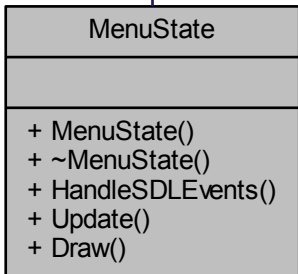 MenuState
+ MenuState()
+ ~MenuState()
+ HandleSDLEvents()
+ Update()
+ Draw()